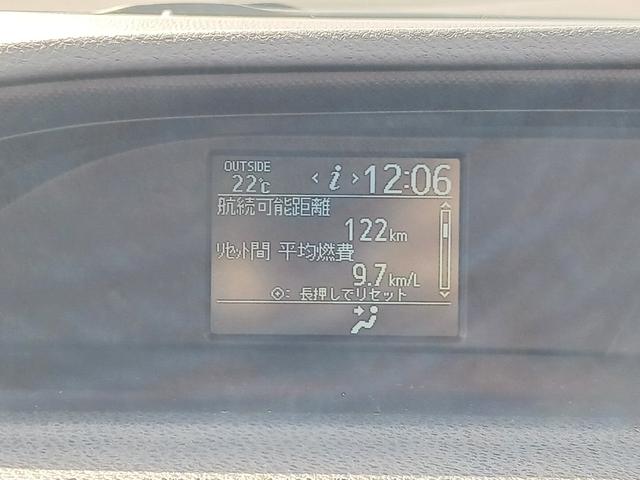 OUTSIDE
22℃ < i > 12:06
航続可能距離
122km
ﾘｾｯﾄ間 平均燃費
9.7km/L
⊙: 長押しでリセット